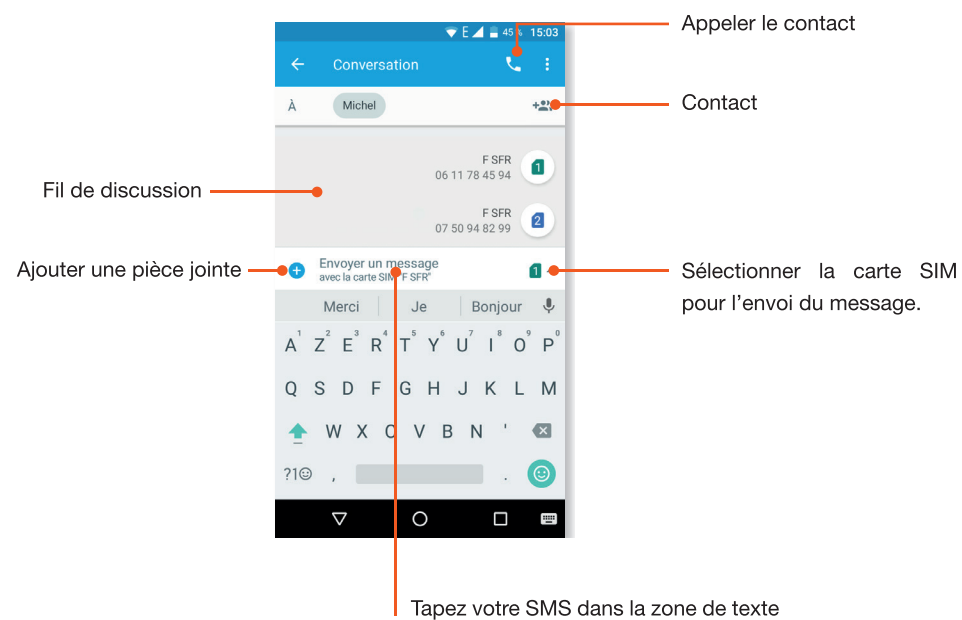 Appeler le contact
E 45 % 15:03
Conversation
Contact
À Michel
F SFR
1
06 11 78 45 94
Fil de discussion
F SFR
2
07 50 94 82 99
Ajouter une pièce jointe
Envoyer un message
avec la carte SIM "F SFR"
1
Sélectionner la carte SIM
pour l'envoi du message.
Merci Je Bonjour
1 2 3 4 5 6 7 8 9 0
A Z E R T Y U I O P
Q S D F G H J K L M
W X C V B N '
?1☺ , .
Tapez votre SMS dans la zone de texte